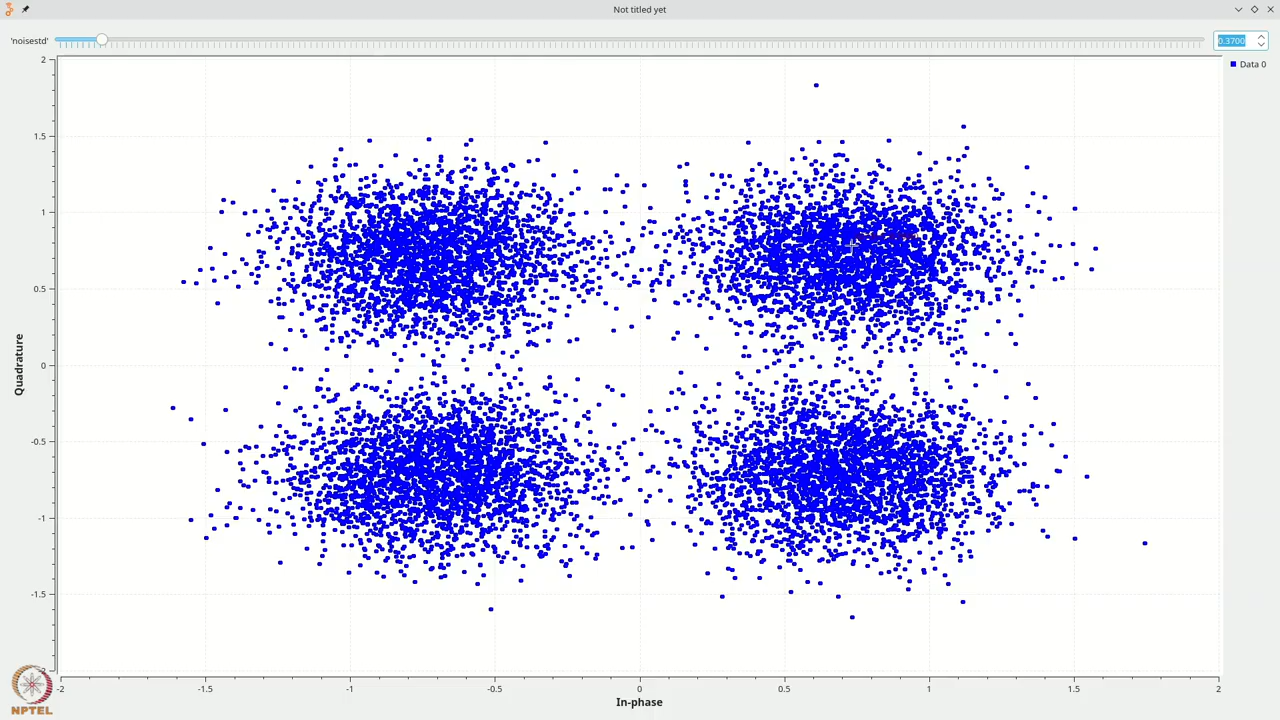 Not titled yet
'noisestd'
0.3700
Data 0
2
1.5
1
0.5
0
-0.5
-1
-1.5
Quadrature
-2 -1.5 -1 -0.5 0 0.5 1 1.5 2
In-phase
NPTEL